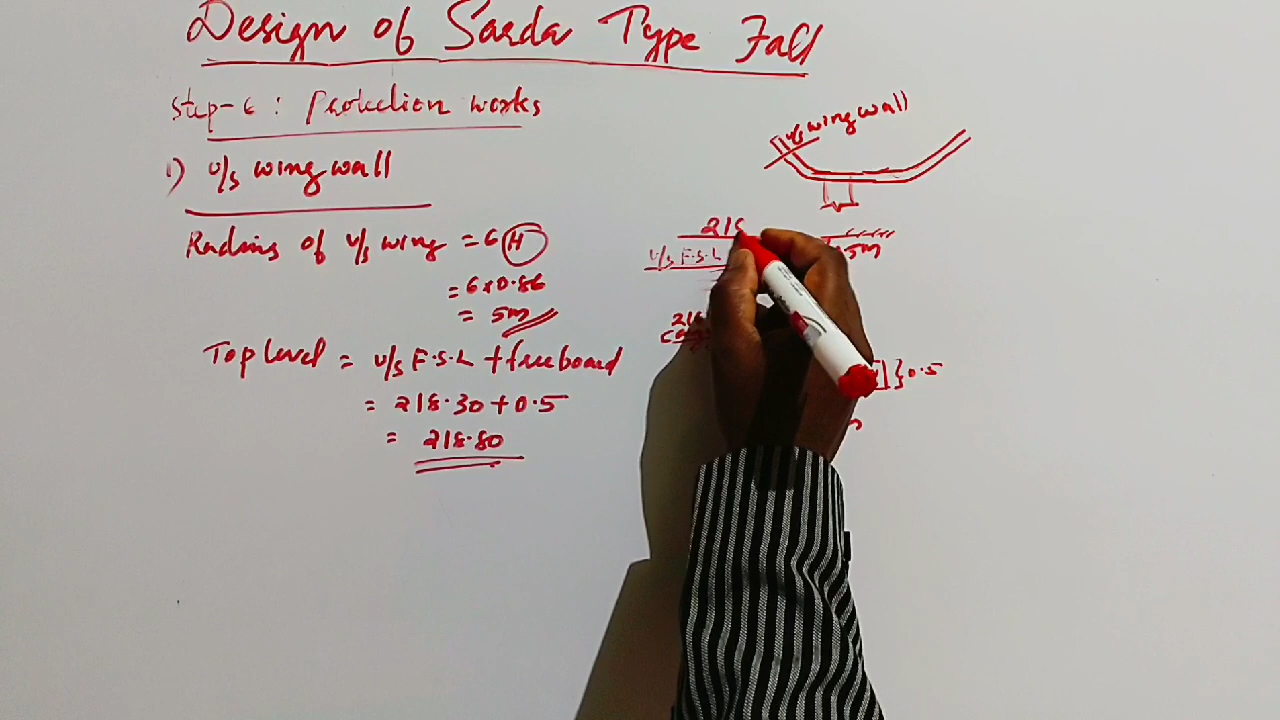 Design of Sarda Type Fall
Step-6 : Protection works
1) u/s wing wall
Radius of u/s wing = 6 H
= 6 x 0.86
= 5m
Top level = u/s F.S.L + freeboard
= 218.30 + 0.5
= 218.80
u/s wing wall
218
u/s F.S.L
.5m
} 0.5